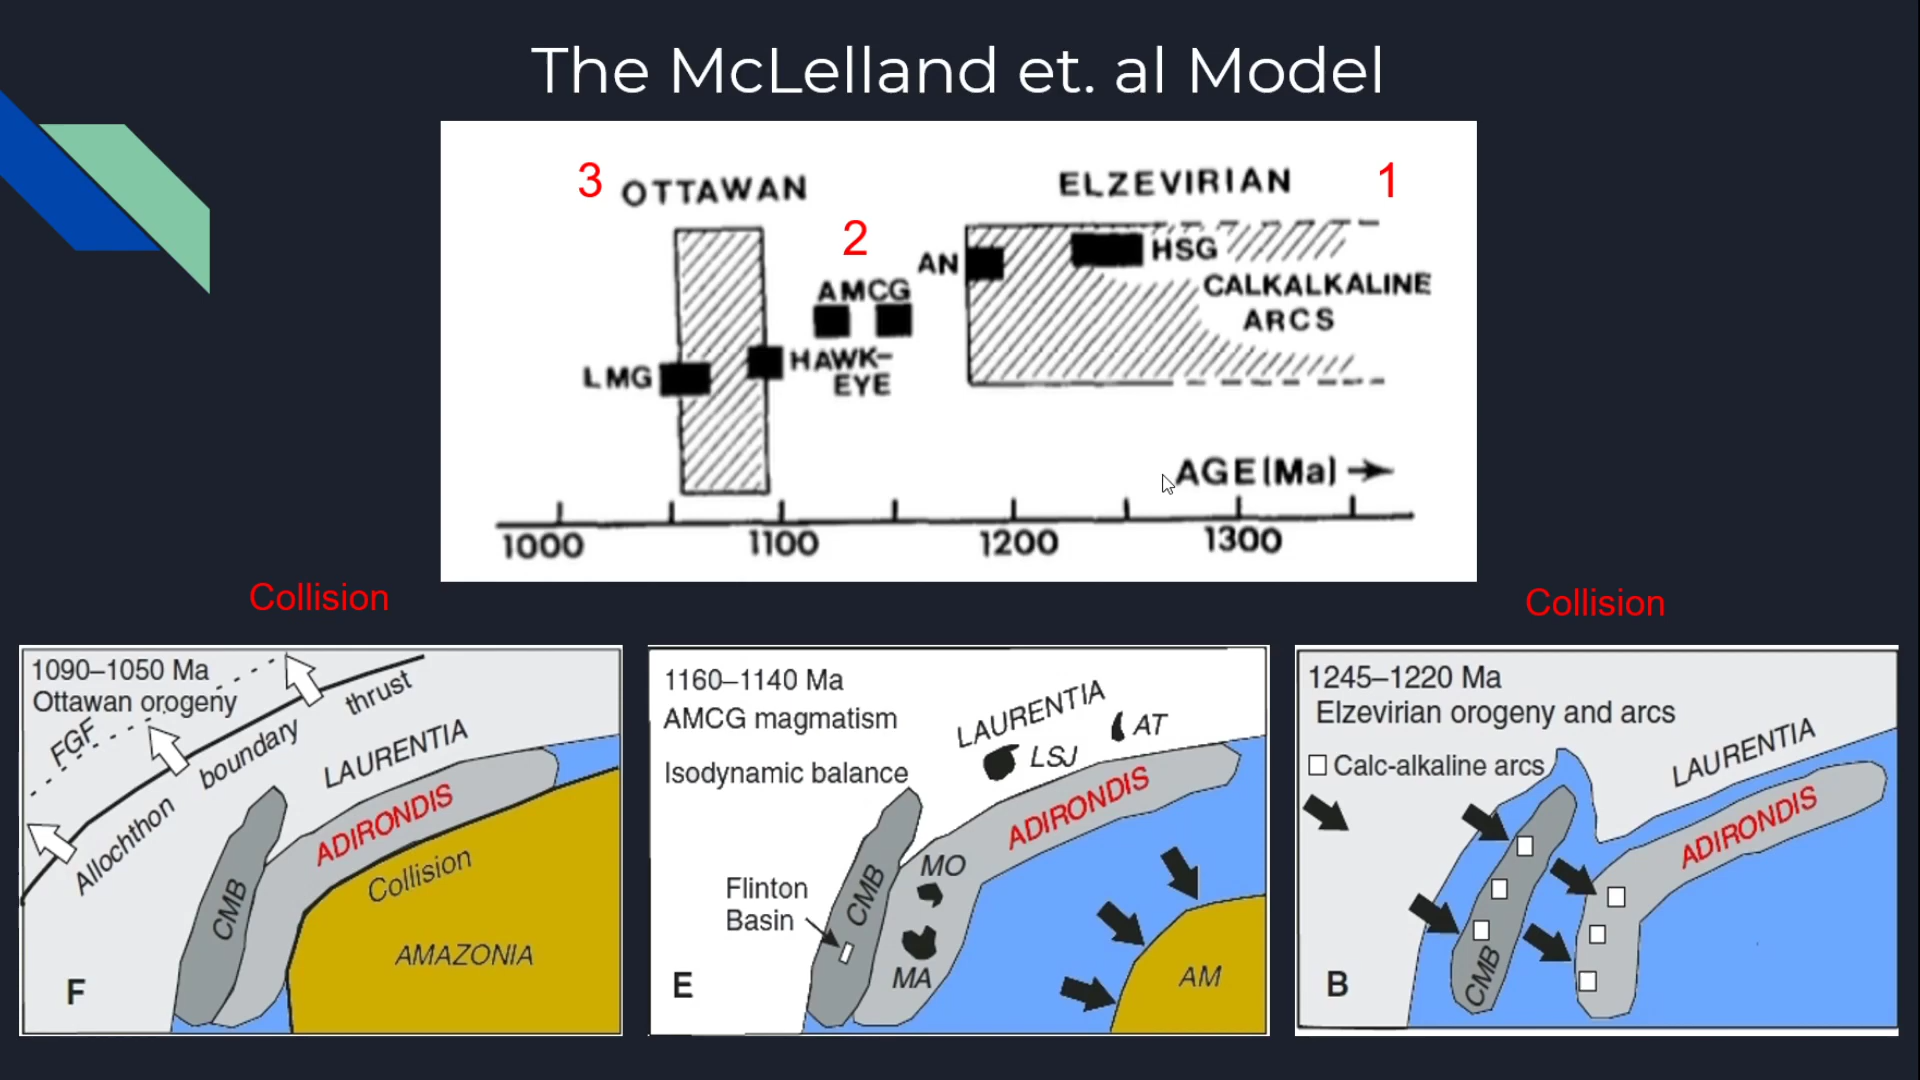 The McLelland et. al Model
3
OTTAWAN
ELZEVIRIAN
1
2
AN
HSG
AMCG
CALKALKALINE
ARCS
LMG
HAWK–
EYE
AGE(Ma)
1000
1100
1200
1300
Collision
Collision
1090–1050 Ma
Ottawan orogeny
FGF
Allochthon boundary thrust
LAURENTIA
ADIRONDIS
CMB
Collision
AMAZONIA
F
1160–1140 Ma
AMCG magmatism
Isodynamic balance
LAURENTIA
AT
LSJ
ADIRONDIS
MO
CMB
Flinton
Basin
MA
AM
E
1245–1220 Ma
Elzevirian orogeny and arcs
Calc-alkaline arcs
LAURENTIA
ADIRONDIS
CMB
B